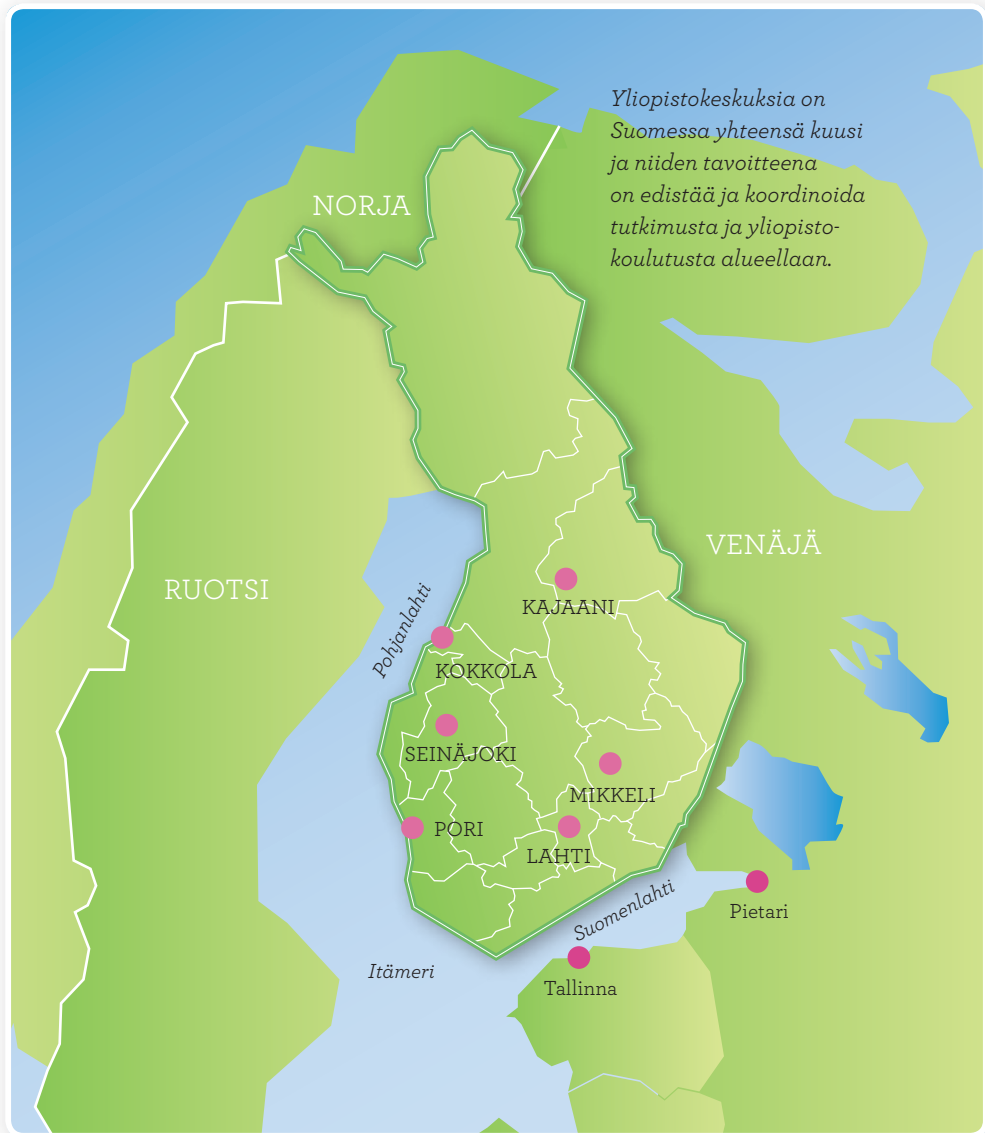 Yliopistokeskuksia on
Suomessa yhteensä kuusi
ja niiden tavoitteena
on edistää ja koordinoida
tutkimusta ja yliopisto-
koulutusta alueellaan.
NORJA
VENÄJÄ
RUOTSI
KAJAANI
Pohjanlahti
KOKKOLA
SEINÄJOKI
MIKKELI
PORI
LAHTI
Suomenlahti
Pietari
Itämeri
Tallinna